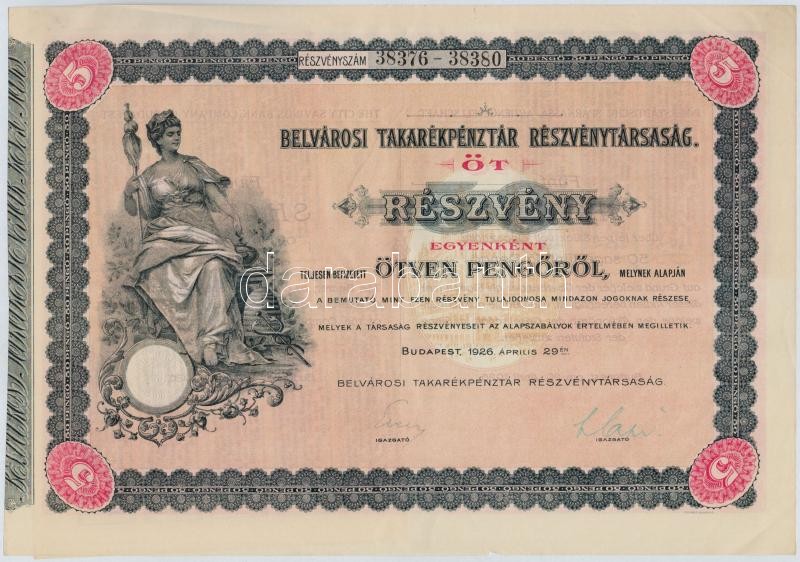 RÉSZVÉNYSZÁM 38376 - 38380
5 5
BELVÁROSI TAKARÉKPÉNZTÁR RÉSZVÉNYTÁRSASÁG.
ÖT
RÉSZVÉNY
EGYENKÉNT
TELJESEN BEFIZETETT ÖTVEN PENGŐRŐL, MELYNEK ALAPJÁN
darabanth
A BEMUTATÓ MINT EZEN RÉSZVÉNY TULAJDONOSA MINDAZON JOGOKNAK RÉSZESE,
MELYEK A TÁRSASÁG RÉSZVÉNYESEIT AZ ALAPSZABÁLYOK ÉRTELMÉBEN MEGILLETIK.
BUDAPEST, 1926. ÁPRILIS 29ÉN
BELVÁROSI TAKARÉKPÉNZTÁR RÉSZVÉNYTÁRSASÁG.
IGAZGATÓ IGAZGATÓ
5 5